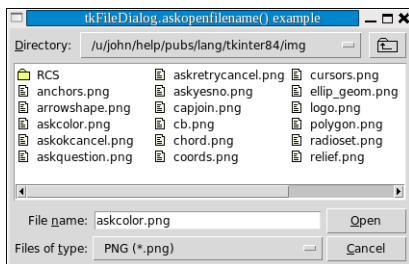 tkFileDialog.askopenfilename() example
Directory: /u/john/help/pubs/lang/tkinter84/img
RCS askretrycancel.png cursors.png
anchors.png askyesno.png ellip_geom.png
arrowshape.png capjoin.png logo.png
askcolor.png cb.png polygon.png
askokcancel.png chord.png radioset.png
askquestion.png coords.png relief.png
File name: askcolor.png Open
Files of type: PNG (*.png) Cancel